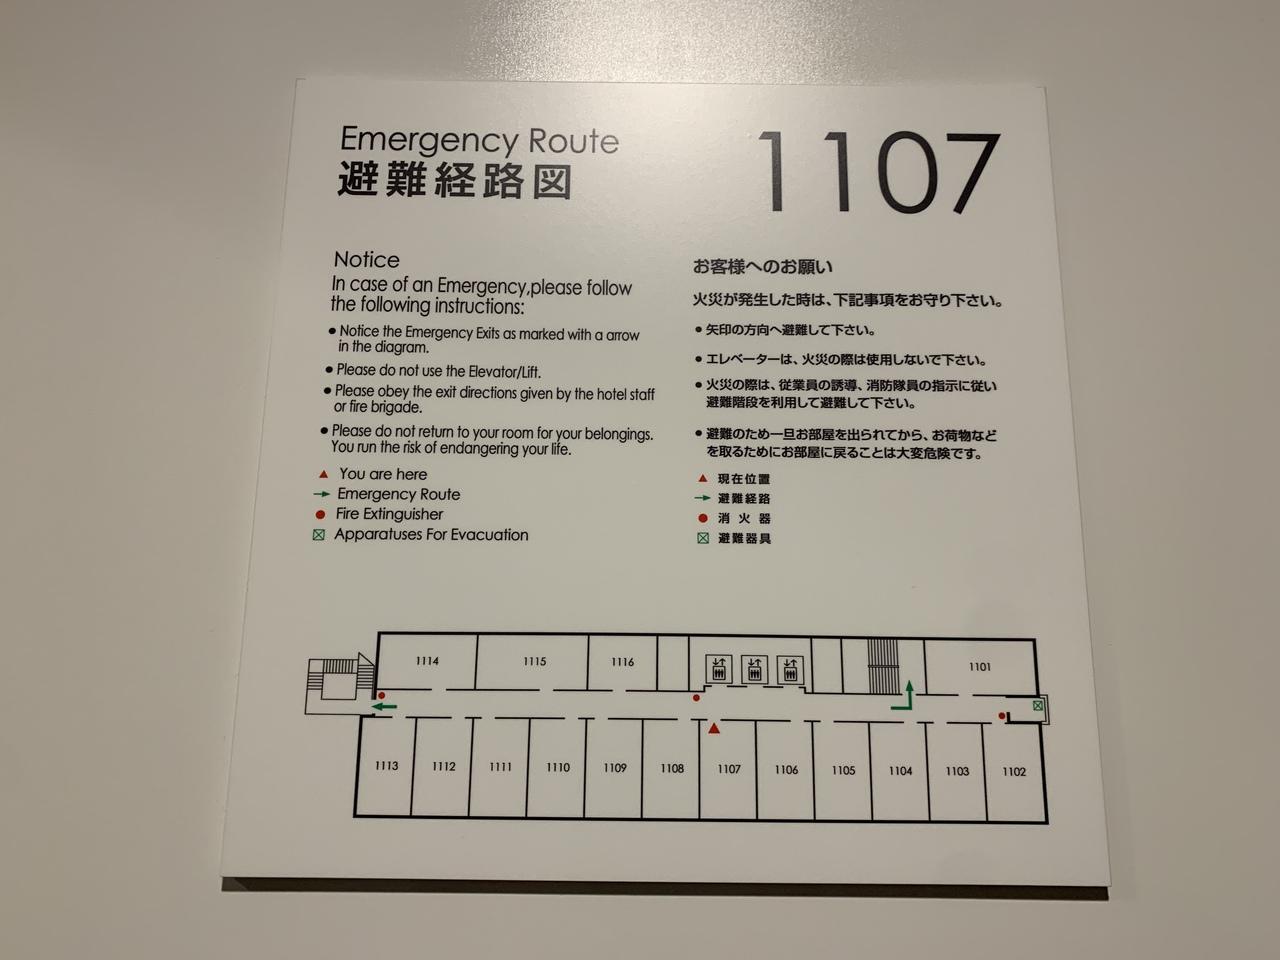 Emergency Route
避難経路図
1107
Notice
In case of an Emergency,please follow
the following instructions:
● Notice the Emergency Exits as marked with a arrow
in the diagram.
● Please do not use the Elevator/Lift.
● Please obey the exit directions given by the hotel staff
or fire brigade.
● Please do not return to your room for your belongings.
You run the risk of endangering your life.
You are here
Emergency Route
Fire Extinguisher
Apparatuses For Evacuation
お客様へのお願い
火災が発生した時は、下記事項をお守り下さい。
● 矢印の方向へ避難して下さい。
● エレベーターは、火災の際は使用しないで下さい。
● 火災の際は、従業員の誘導、消防隊員の指示に従い
避難階段を利用して避難して下さい。
● 避難のため一旦お部屋を出られてから、お荷物など
を取るためにお部屋に戻ることは大変危険です。
現在位置
避難経路
消火器
避難器具
1114
1115
1116
1101
1113
1112
1111
1110
1109
1108
1107
1106
1105
1104
1103
1102